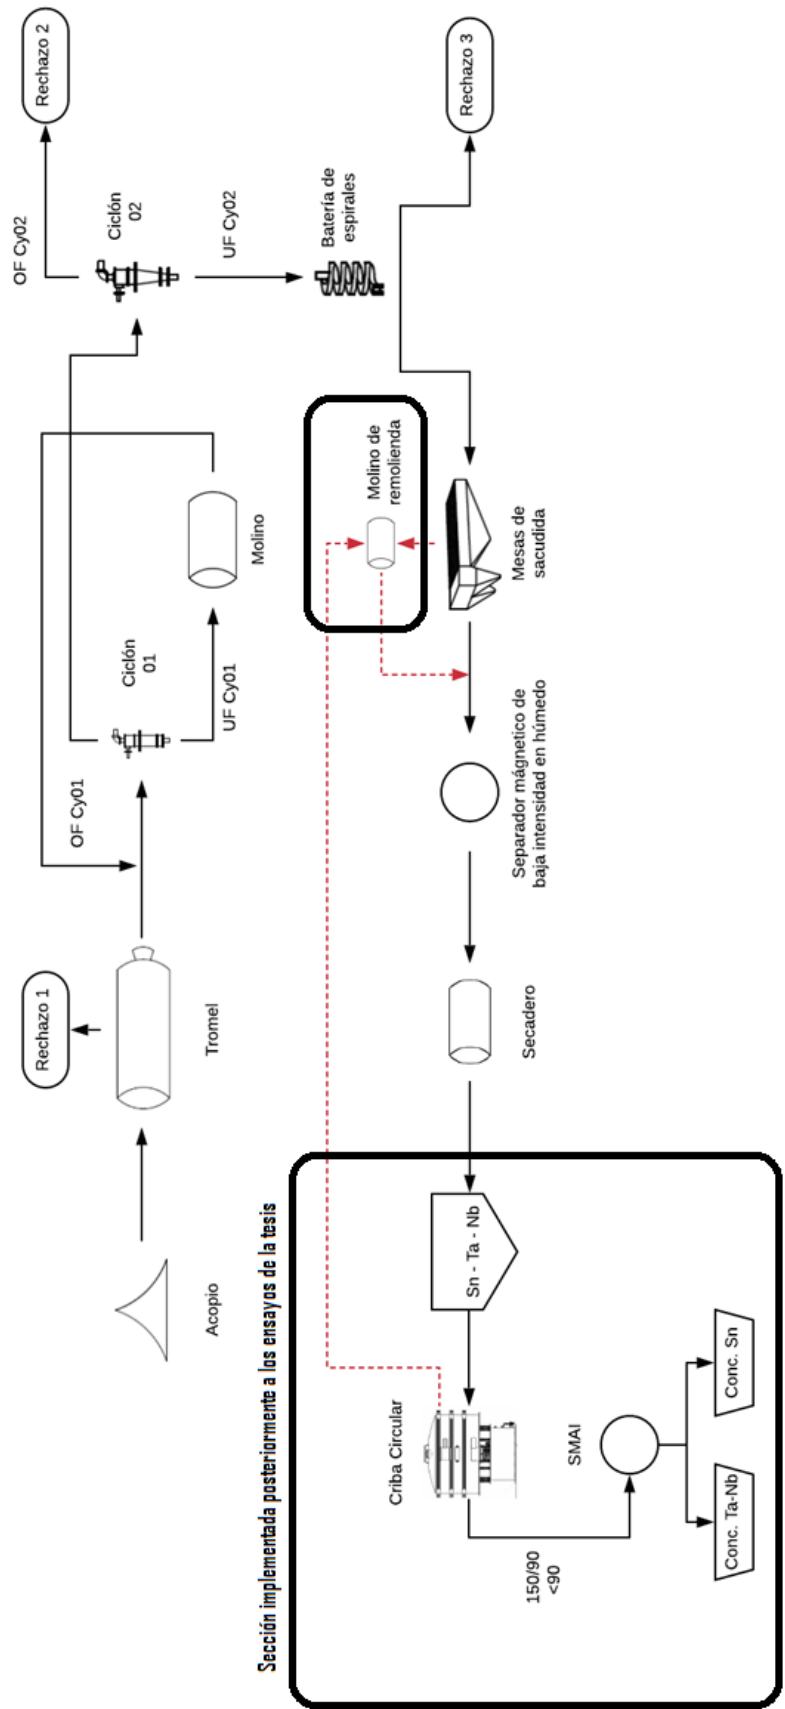 Acopio
Tromel
Rechazo 1
OF Cy01
Ciclón
01
UF Cy01
Molino
OF Cy02
Rechazo 2
Ciclón
02
UF Cy02
Batería de
espirales
Rechazo 3
Molino de
remolienda
Mesas de
sacudida
Separador mágnetico de
baja intensidad en húmedo
Secadero
Sección implementada posteriormente a los ensayos de la tesis
Sn - Ta - Nb
Criba Circular
150/90
<90
SMAI
Conc. Ta-Nb
Conc. Sn